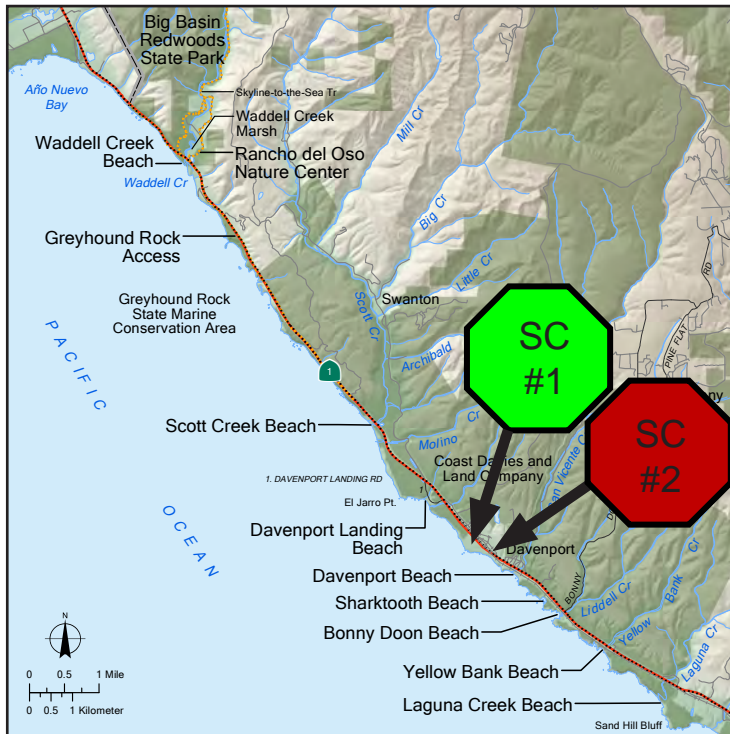 Big Basin
Redwoods
State Park
Año Nuevo
Bay
Skyline-to-the-Sea Tr
Waddell Creek
Marsh
Waddell Creek
Beach
Rancho del Oso
Nature Center
Waddell Cr
Mill Cr
Big Cr
Little Cr
Greyhound Rock
Access
Swanton
Scott Cr
Greyhound Rock
State Marine
Conservation Area
Archibald
SC
#1
PINE FLAT
RD
PACIFIC
OCEAN
1
Scott Creek Beach
Molino Cr
SC
#2
Coast Dairies and
Land Company
1. DAVENPORT LANDING RD
1
El Jarro Pt.
Davenport Landing
Beach
Davenport
Davenport Beach
BONNY
Sharktooth Beach
Liddell Cr
Bonny Doon Beach
Yellow Bank Cr
Yellow Bank Beach
Laguna Cr
Laguna Creek Beach
Sand Hill Bluff
N
0 0.5 1 Mile
0 0.5 1 Kilometer